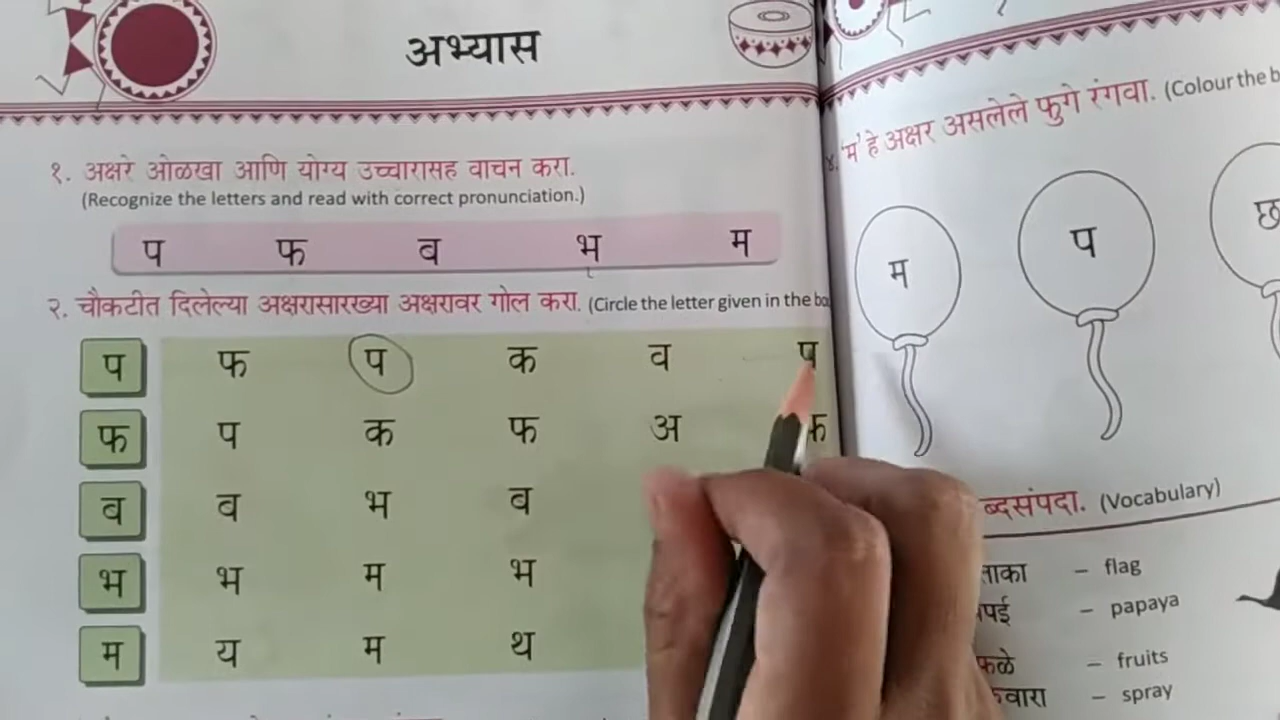 अभ्यास
१. अक्षरे ओळखा आणि योग्य उच्चारासह वाचन करा.
(Recognize the letters and read with correct pronunciation.)
प फ ब भ म
२. चौकटीत दिलेल्या अक्षरासारख्या अक्षरावर गोल करा. (Circle the letter given in the
प फ प क व प
फ प क फ अ फ
ब ब भ ब
भ भ म भ
म य म थ
४. 'म' हे अक्षर असलेले फुगे रंगवा. (Colour the
म प छ
(Vocabulary)
– flag
– papaya
फळे – fruits
– spray